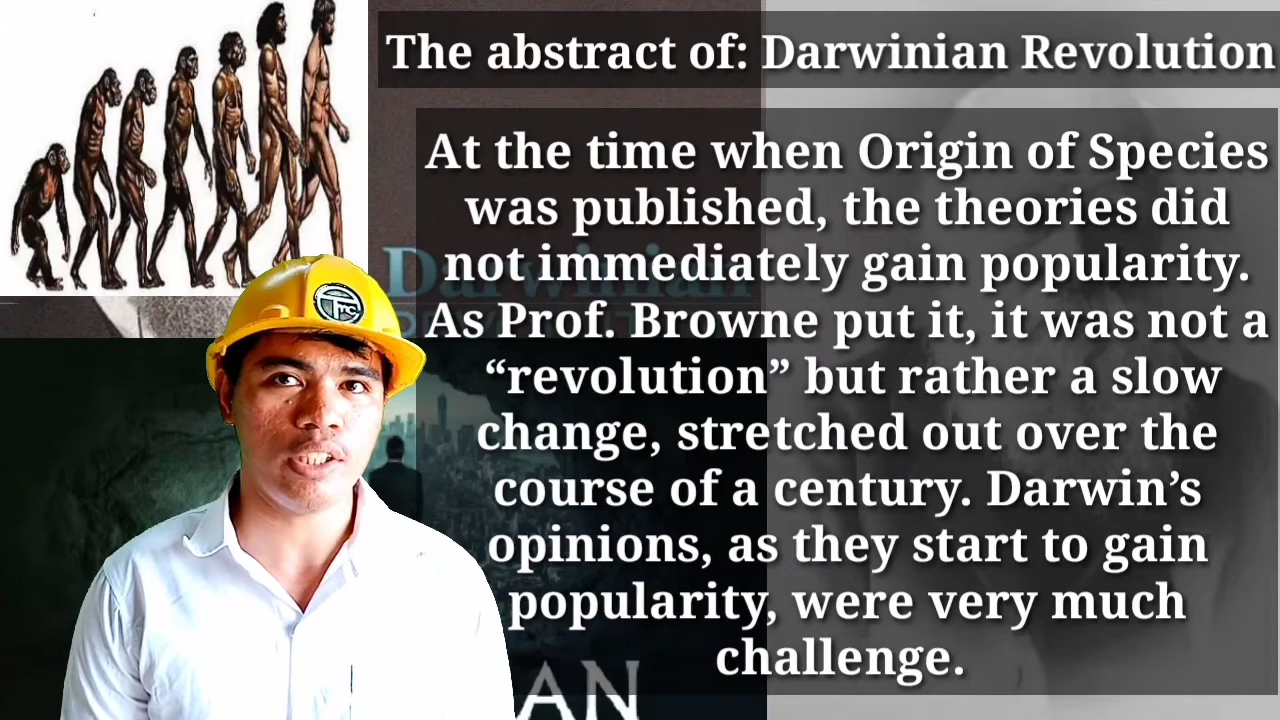 The abstract of: Darwinian Revolution
At the time when Origin of Species
was published, the theories did
not immediately gain popularity.
As Prof. Browne put it, it was not a
“revolution” but rather a slow
change, stretched out over the
course of a century. Darwin’s
opinions, as they start to gain
popularity, were very much
challenge.
Darwinian
AN